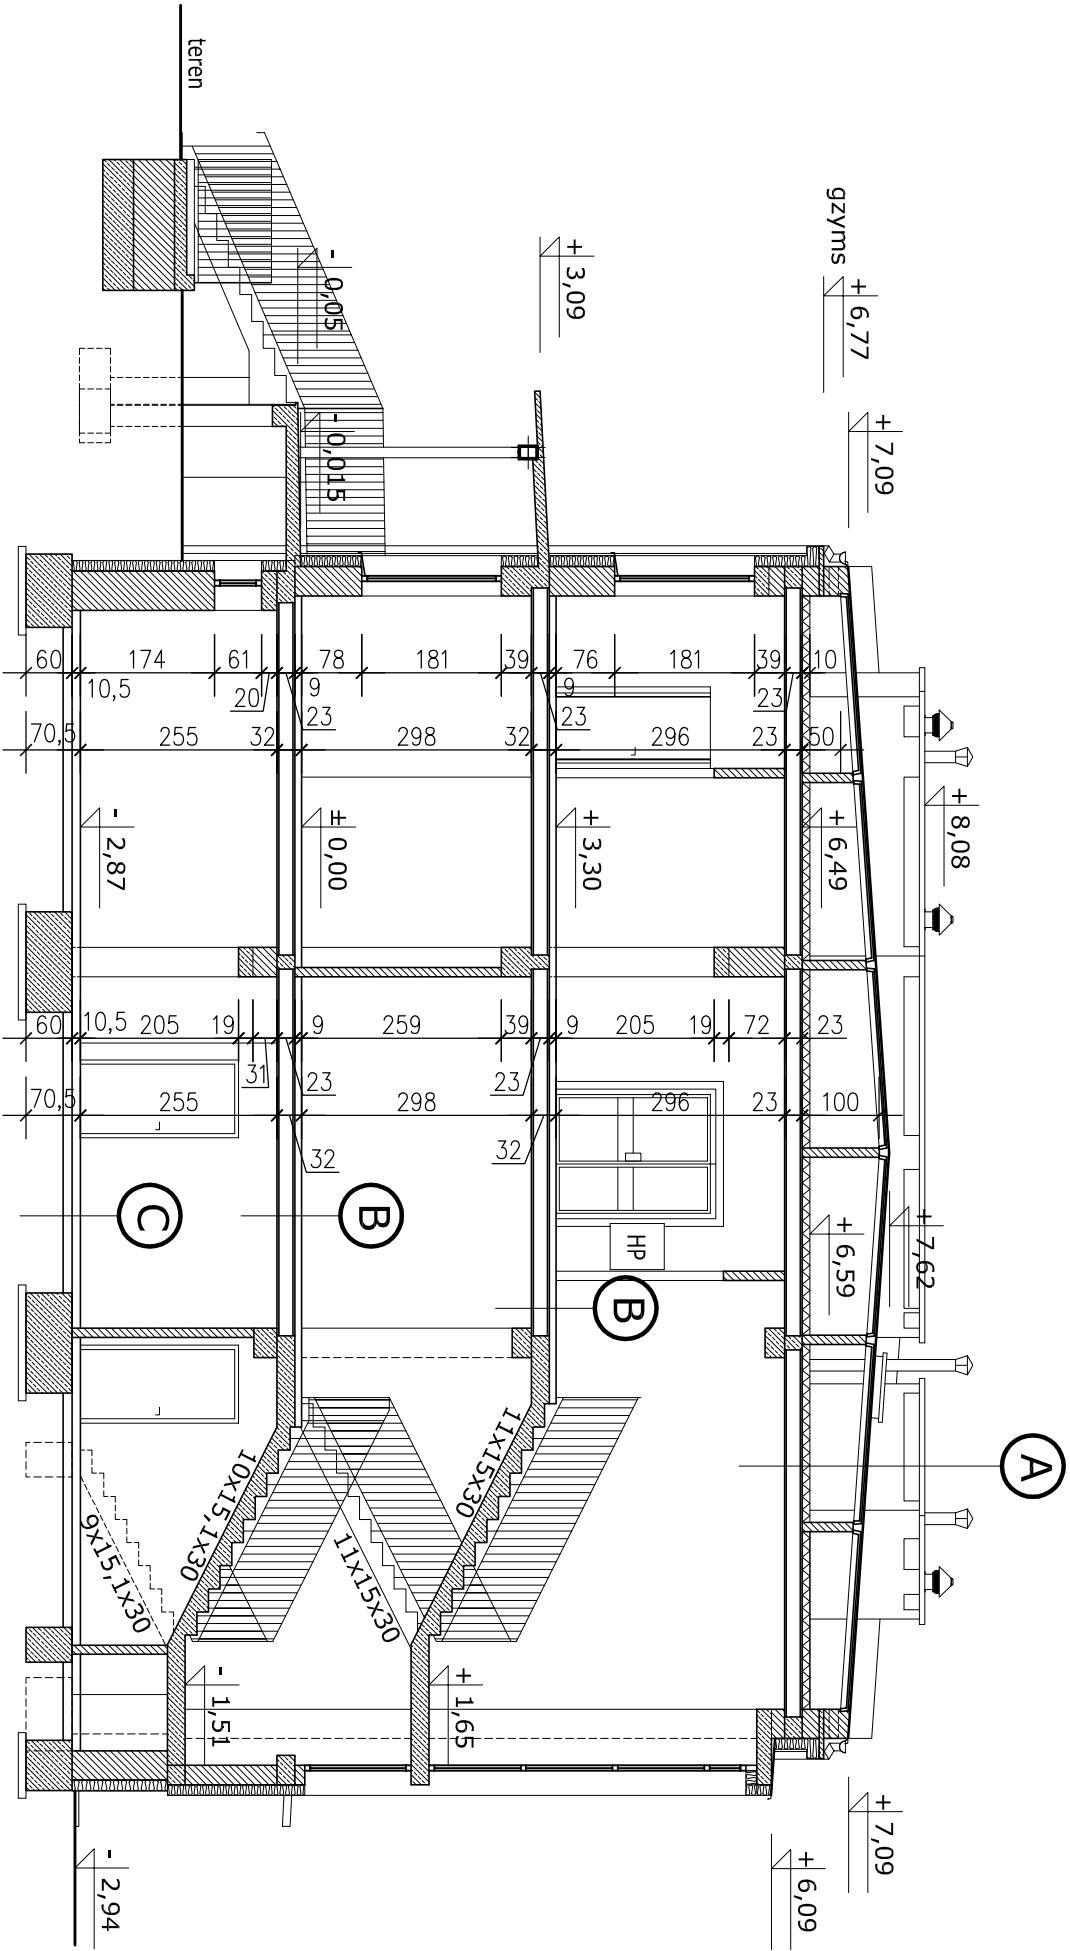 teren
gzyms
+ 6,77
+ 3,09
- 0,05
+ 7,09
- 0,015
60 174 61 78 181 39 76 181 39 10
10,5 20 23 9 23 9 23
70,5 255 32 298 32 296 23 50
- 2,87
± 0,00
+ 3,30
+ 6,49
+ 8,08
60 10,5 205 19 9 259 39 9 205 19 72 23
31 23 23
70,5 255 298 296 23 100
32 32
C
B
HP
B
+ 6,59
+ 7,62
A
9x15,1x30
10x15,1x30
11x15x30
11x15x30
- 1,51
+ 1,65
+ 7,09
+ 6,09
- 2,94